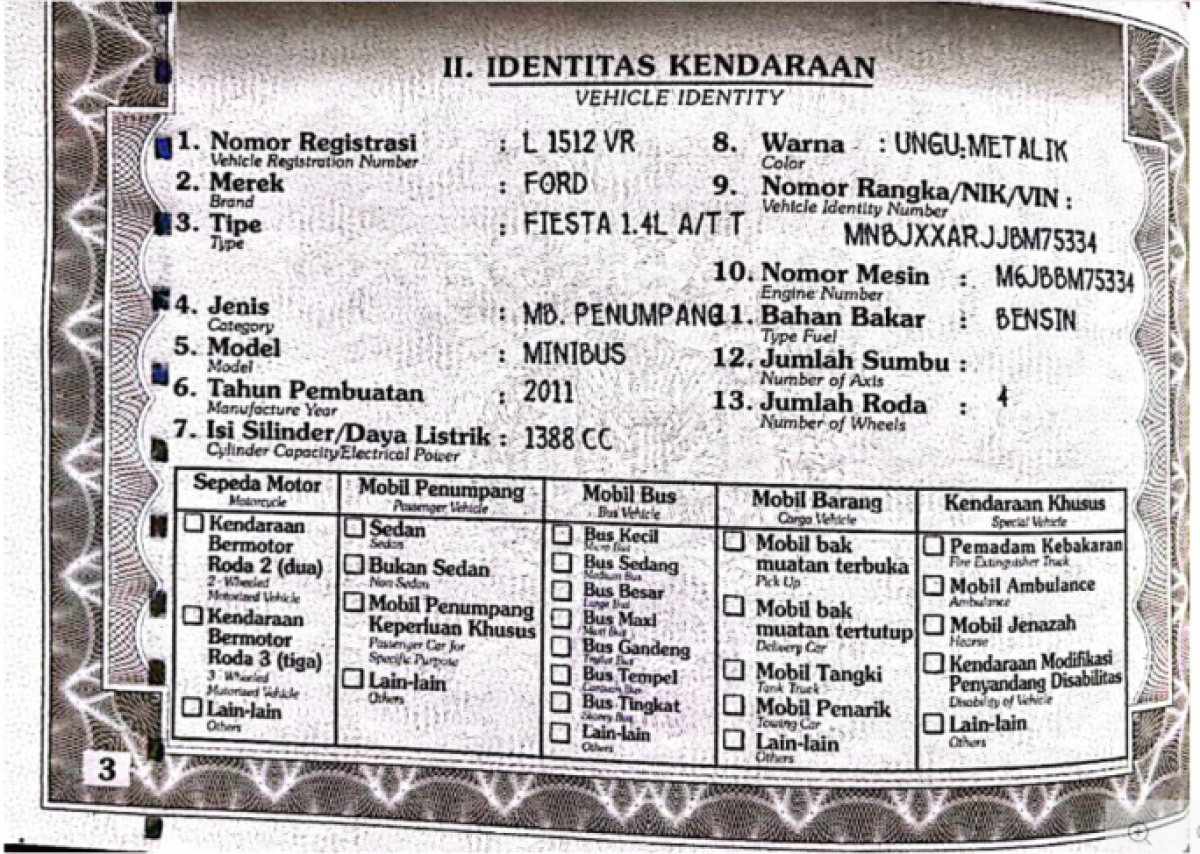 II. IDENTITAS KENDARAAN
VEHICLE IDENTITY
1. Nomor Registrasi : L 1512 VR
Vehicle Registration Number
2. Merek : FORD
Brand
3. Tipe : FIESTA 1.4L A/T T
Type
4. Jenis : MB. PENUMPANG
Category
5. Model : MINIBUS
Model
6. Tahun Pembuatan : 2011
Manufacture Year
7. Isi Silinder/Daya Listrik : 1388 CC
Cylinder Capacity/Electrical Power
8. Warna : UNGU METALIK
Color
9. Nomor Rangka/NIK/VIN :
Vehicle Identity Number
MNBJXXARJJBM75334
10. Nomor Mesin : M6JBBM75334
Engine Number
11. Bahan Bakar : BENSIN
Type Fuel
12. Jumlah Sumbu :
Number of Axis
13. Jumlah Roda : 4
Number of Wheels
Sepeda Motor
Motorcycle
Kendaraan
Bermotor
Roda 2 (dua)
2 - Wheeled
Motorized Vehicle
Kendaraan
Bermotor
Roda 3 (tiga)
3 - Wheeled
Motorized Vehicle
Lain-lain
Others
Mobil Penumpang
Passenger Vehicle
Sedan
Sedan
Bukan Sedan
Non Sedan
Mobil Penumpang
Keperluan Khusus
Passenger Car for
Specific Purpose
Lain-lain
Others
Mobil Bus
Bus Vehicle
Bus Kecil
Micro Bus
Bus Sedang
Medium Bus
Bus Besar
Large Bus
Bus Maxi
Maxi Bus
Bus Gandeng
Bus Tempel
Bus Tingkat
Lain-lain
Others
Mobil Barang
Cargo Vehicle
Mobil bak
muatan terbuka
Pick Up
Mobil bak
muatan tertutup
Delivery Car
Mobil Tangki
Tank Truck
Mobil Penarik
Towing Car
Lain-lain
Others
Kendaraan Khusus
Special Vehicle
Pemadam Kebakaran
Fire Extinguisher Truck
Mobil Ambulance
Ambulance
Mobil Jenazah
Hearse
Kendaraan Modifikasi
Penyandang Disabilitas
Disability of Vehicle
Lain-lain
Others
3